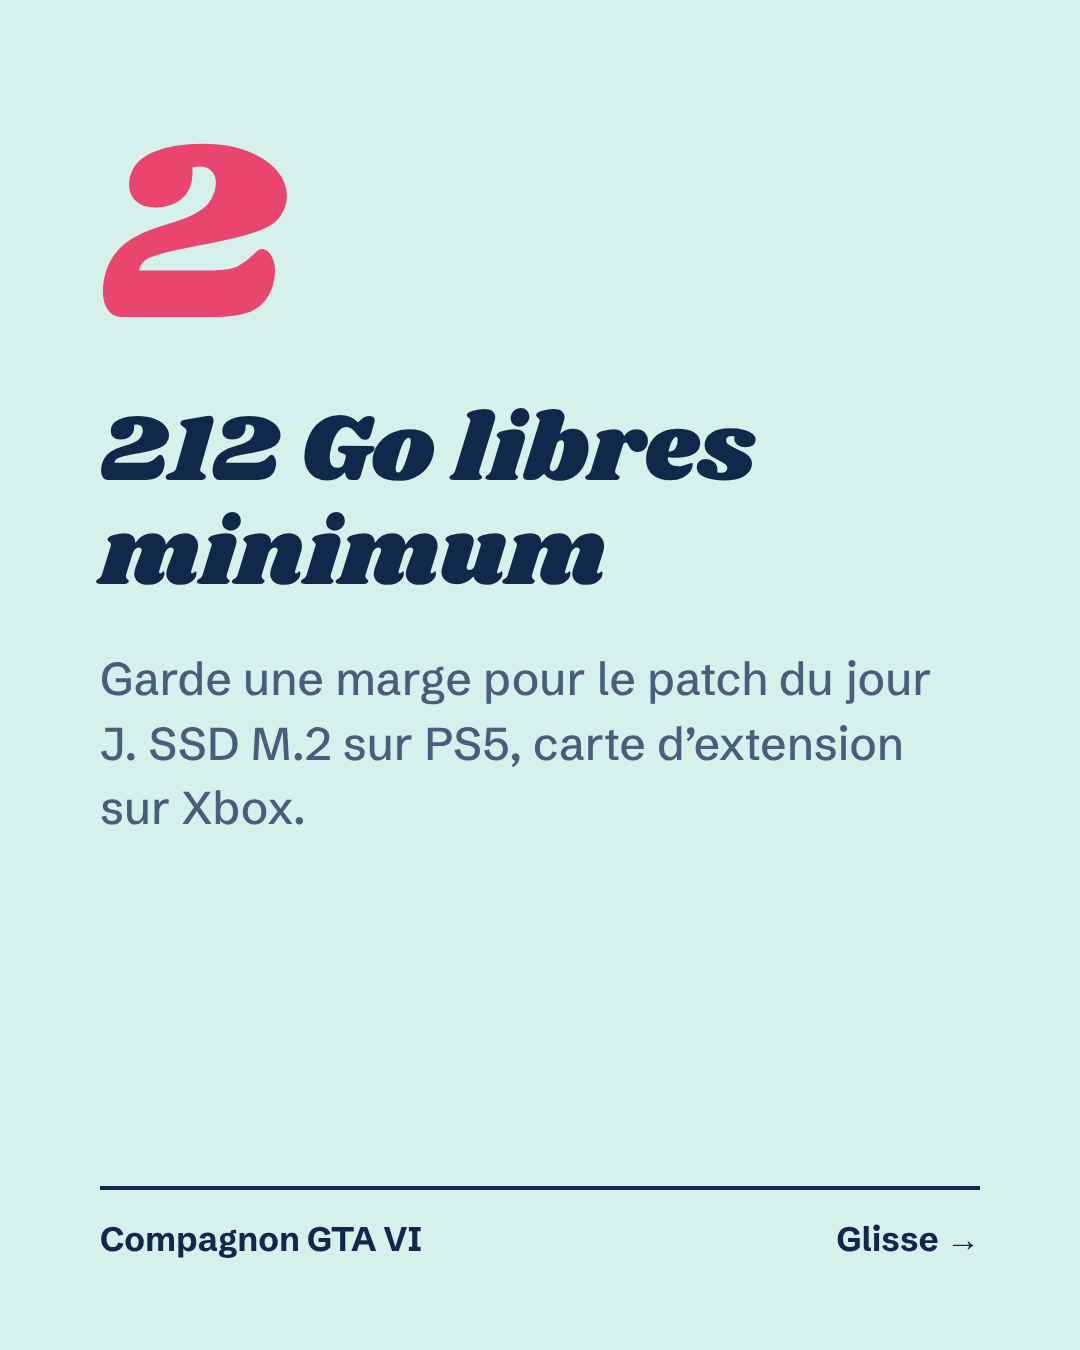 2
212 Go libres
minimum
Garde une marge pour le patch du jour
J. SSD M.2 sur PS5, carte d’extension
sur Xbox.
Compagnon GTA VI
Glisse →